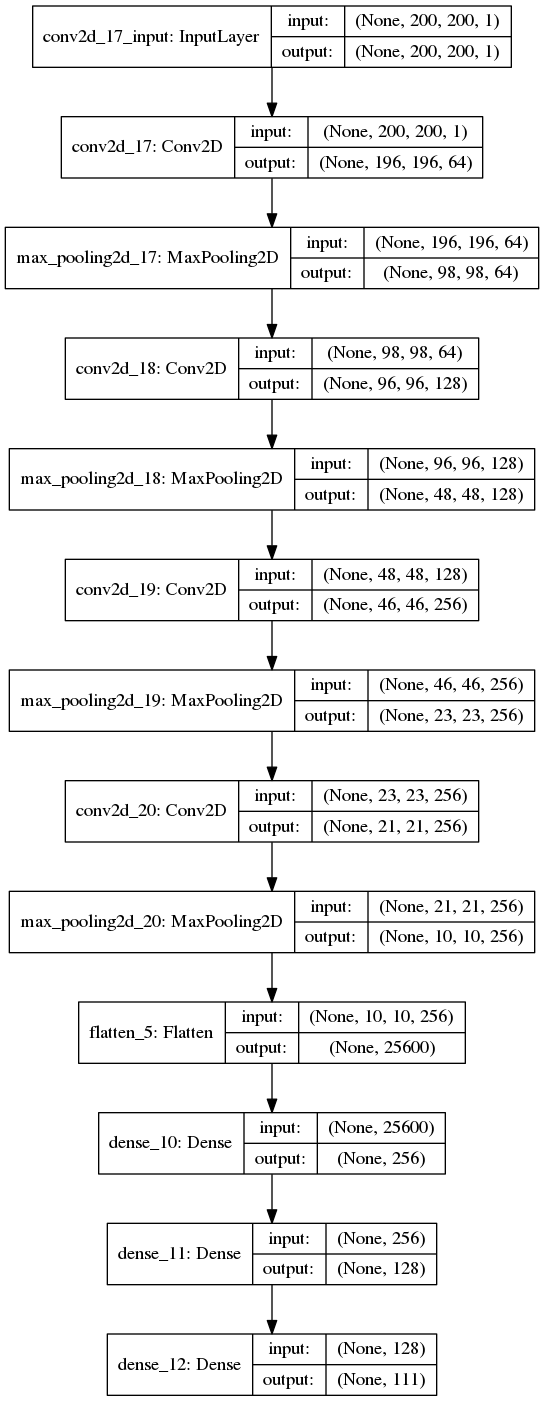 conv2d_17_input: InputLayer
input: (None, 200, 200, 1)
output: (None, 200, 200, 1)
conv2d_17: Conv2D
input: (None, 200, 200, 1)
output: (None, 196, 196, 64)
max_pooling2d_17: MaxPooling2D
input: (None, 196, 196, 64)
output: (None, 98, 98, 64)
conv2d_18: Conv2D
input: (None, 98, 98, 64)
output: (None, 96, 96, 128)
max_pooling2d_18: MaxPooling2D
input: (None, 96, 96, 128)
output: (None, 48, 48, 128)
conv2d_19: Conv2D
input: (None, 48, 48, 128)
output: (None, 46, 46, 256)
max_pooling2d_19: MaxPooling2D
input: (None, 46, 46, 256)
output: (None, 23, 23, 256)
conv2d_20: Conv2D
input: (None, 23, 23, 256)
output: (None, 21, 21, 256)
max_pooling2d_20: MaxPooling2D
input: (None, 21, 21, 256)
output: (None, 10, 10, 256)
flatten_5: Flatten
input: (None, 10, 10, 256)
output: (None, 25600)
dense_10: Dense
input: (None, 25600)
output: (None, 256)
dense_11: Dense
input: (None, 256)
output: (None, 128)
dense_12: Dense
input: (None, 128)
output: (None, 111)